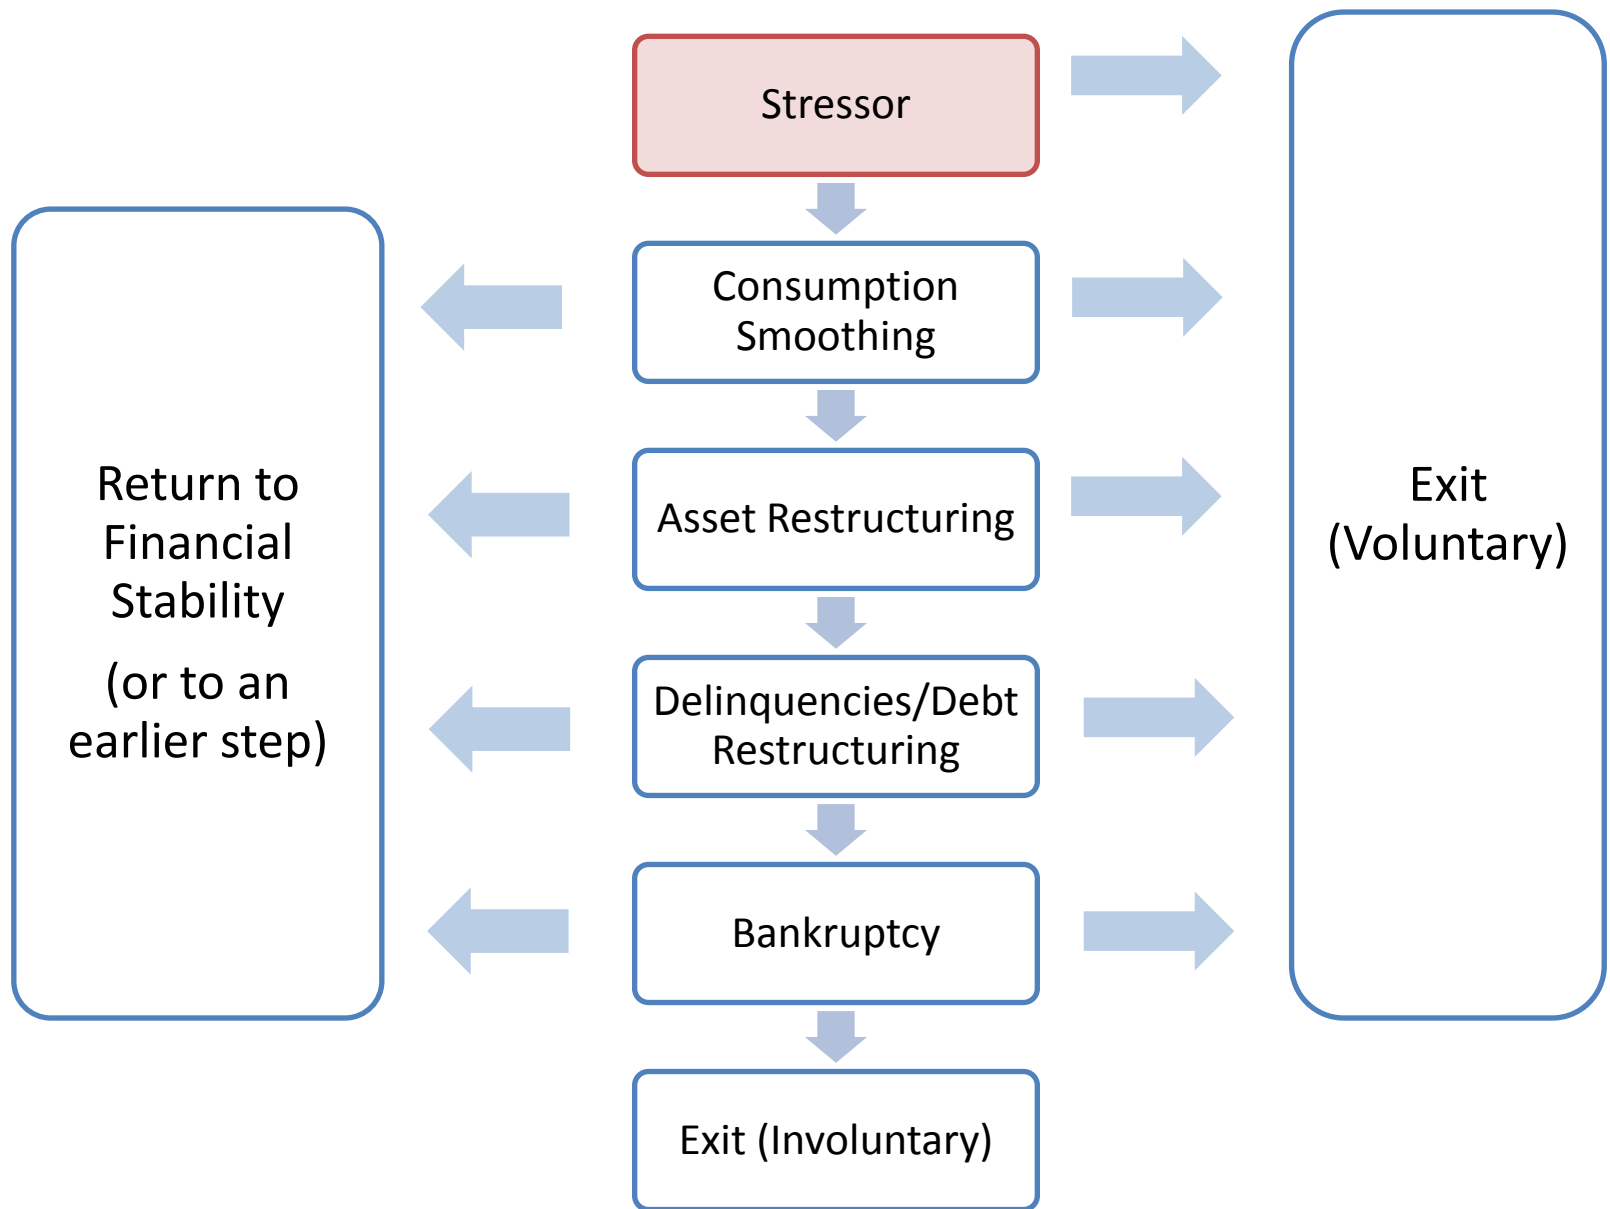 Stressor
Consumption
Smoothing
Asset Restructuring
Delinquencies/Debt
Restructuring
Bankruptcy
Exit (Involuntary)
Return to
Financial
Stability
(or to an
earlier step)
Exit
(Voluntary)